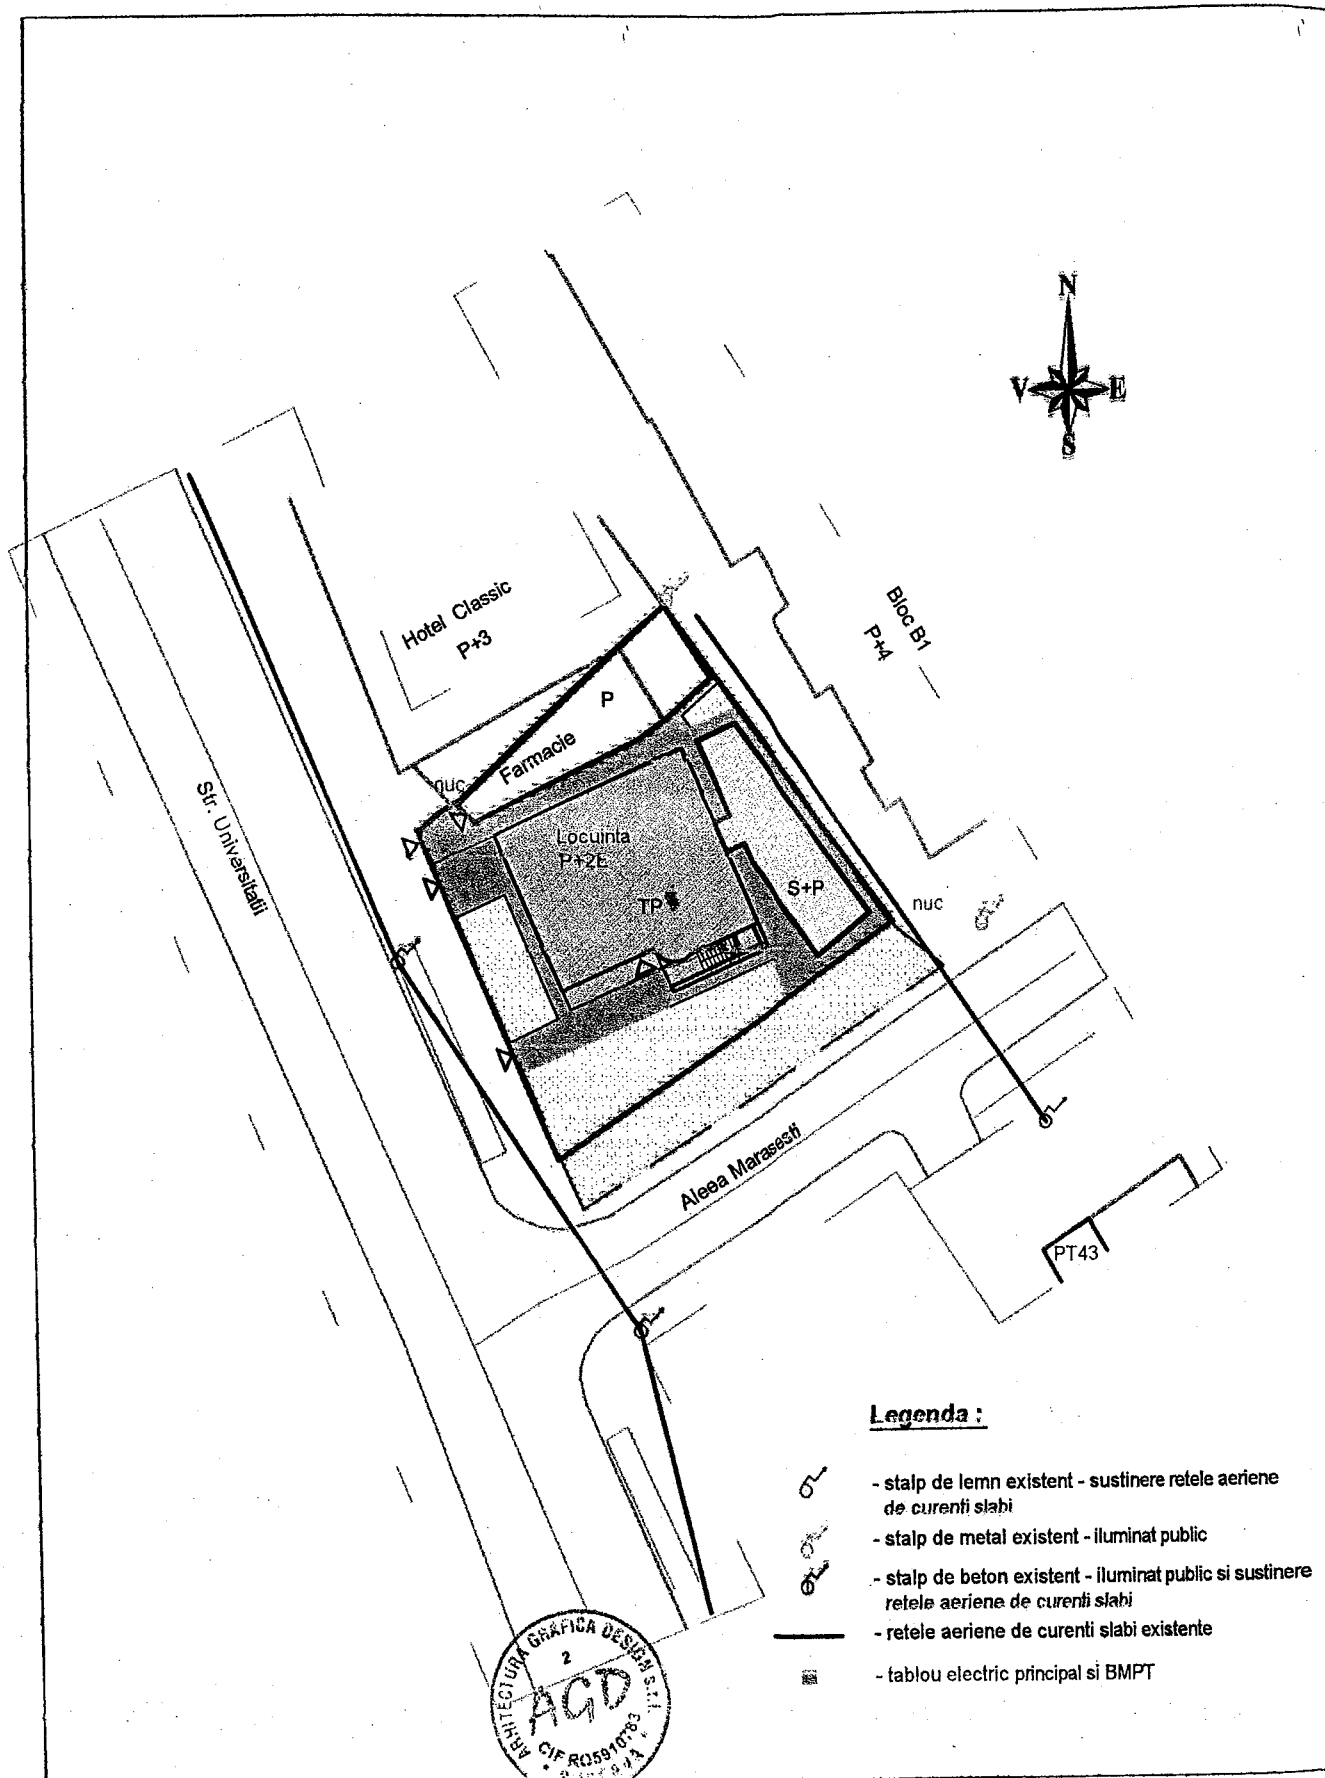 N
V E
S
Hotel Classic
P+3
Bloc B1
P+4
P
Farmacie
nuc
Str. Universitatii
Locuinta
P+2E
TP
S+P
nuc
Aleea Marasesti
PT43
Legenda :
- stalp de lemn existent - sustinere retele aeriene
de curenti slabi
- stalp de metal existent - iluminat public
- stalp de beton existent - iluminat public si sustinere
retele aeriene de curenti slabi
- retele aeriene de curenti slabi existente
- tablou electric principal si BMPT
ARHITECTURA GRAFICA DESIGN S.R.L.
2
AGD
CIF RO5910783